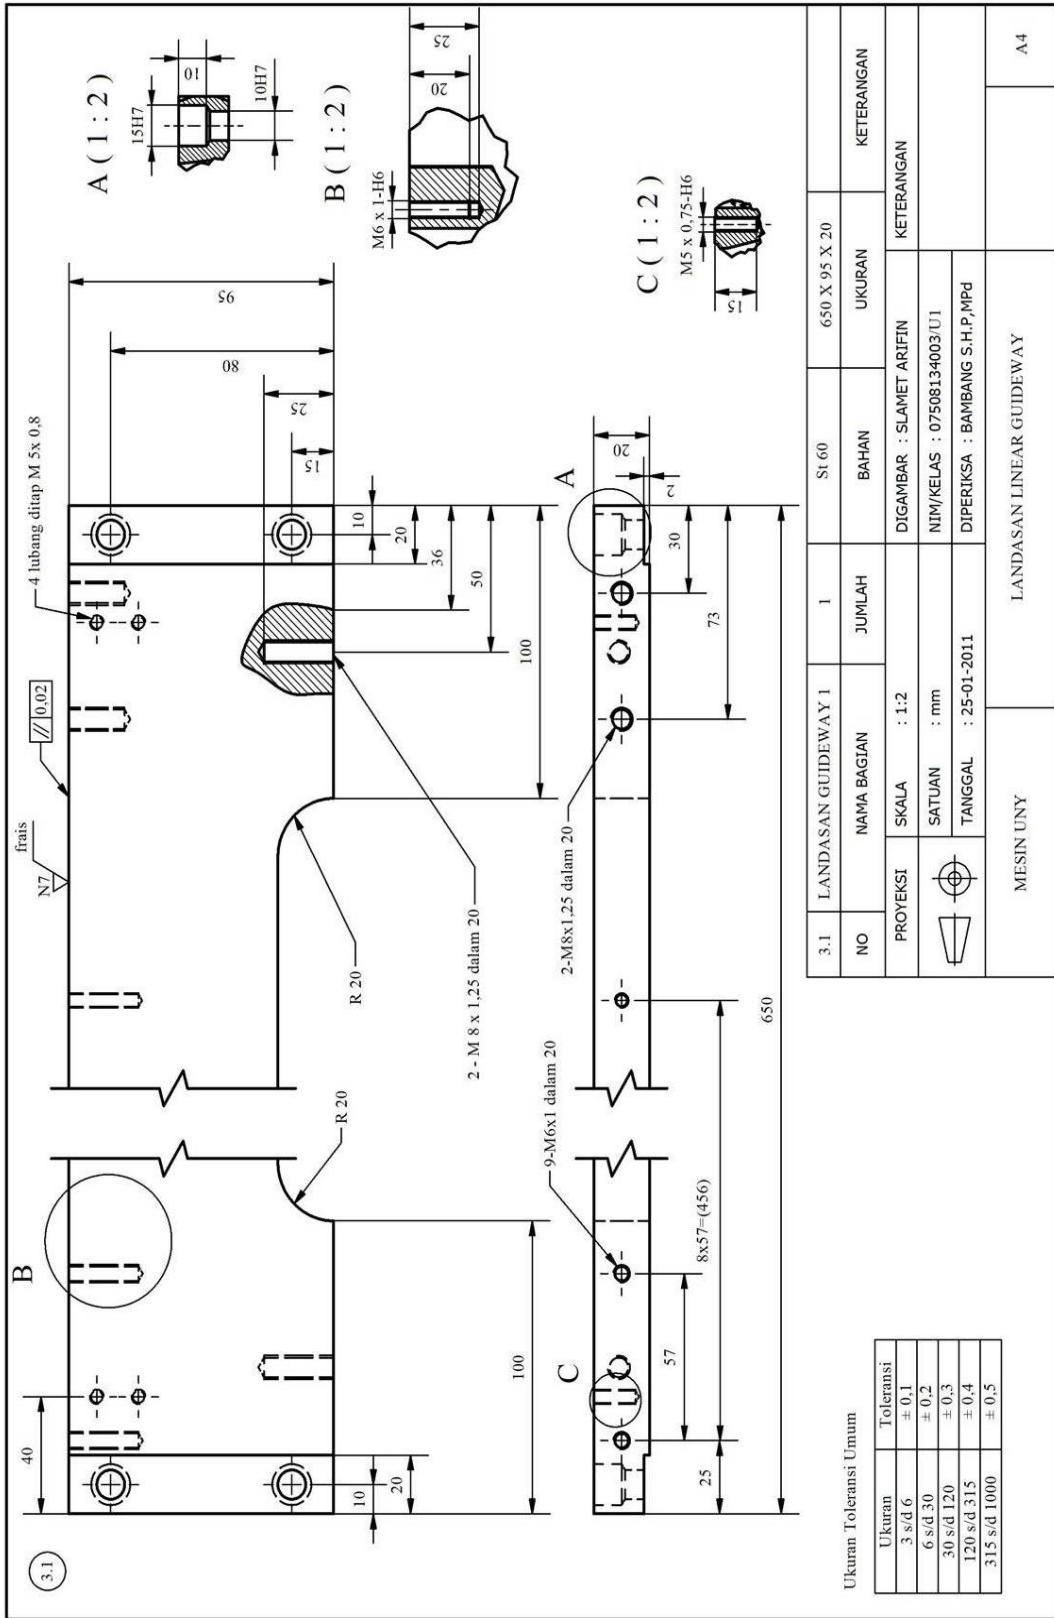 3.1
40
B
N7
frais
// 0,02
4 lubang ditap M 5x 0,8
95
80
25
15
10
20
36
50
100
R 20
R 20
2 - M 8 x 1,25 dalam 20
100
10
20
A ( 1 : 2 )
15H7
10
10H7
B ( 1 : 2 )
M6 x 1-H6
20
25
C ( 1 : 2 )
M5 x 0,75-H6
15
C
9-M6x1 dalam 20
2-M8x1,25 dalam 20
A
20
2
30
73
57
25
8x57=(456)
650
Ukuran Toleransi Umum
Ukuran Toleransi
3 s/d 6 ± 0,1
6 s/d 30 ± 0,2
30 s/d 120 ± 0,3
120 s/d 315 ± 0,4
315 s/d 1000 ± 0,5
3.1 LANDASAN GUIDEWAY 1 1 St 60 650 X 95 X 20
NO NAMA BAGIAN JUMLAH BAHAN UKURAN KETERANGAN
PROYEKSI SKALA : 1:2 DIGAMBAR : SLAMET ARIFIN KETERANGAN
SATUAN : mm NIM/KELAS : 07508134003/U1
TANGGAL : 25-01-2011 DIPERIKSA : BAMBANG S.H.P,MPd
MESIN UNY LANDASAN LINEAR GUIDEWAY A4